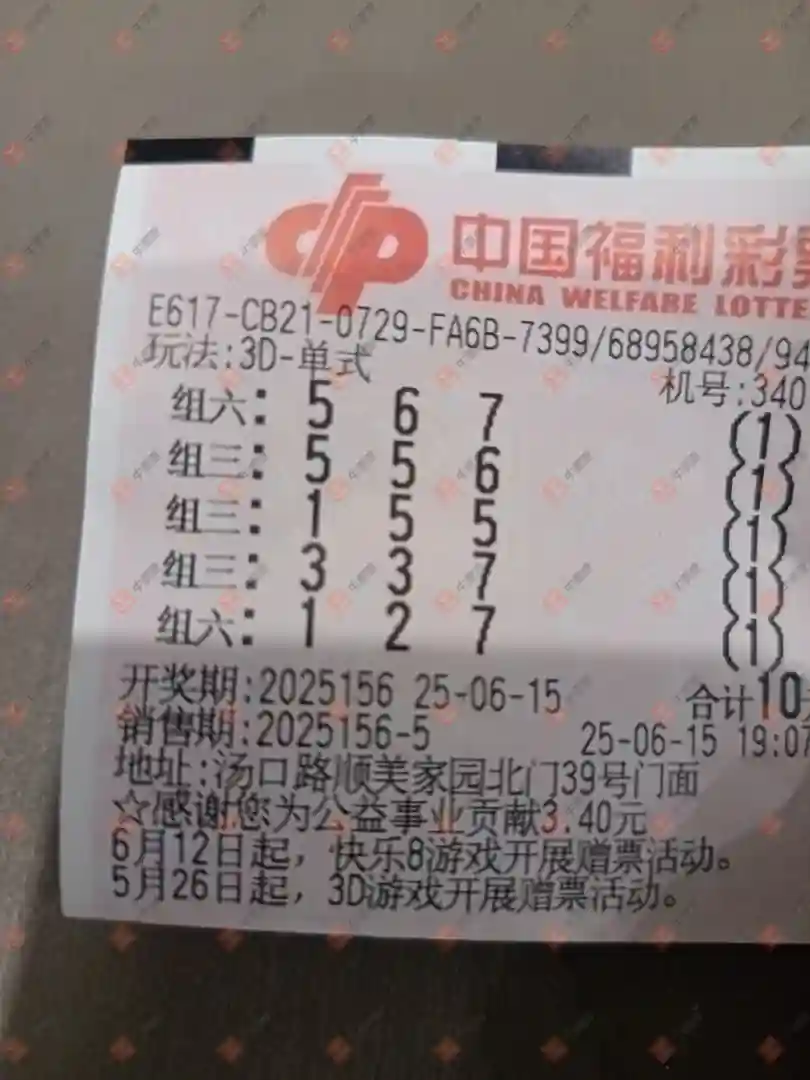 中国福利彩票
CHINA WELFARE LOTTE
E617-CB21-0729-FA6B-7399/68958438/94
玩法:3D-单式
机号:340
组六: 5 6 7 (1)
组三: 5 5 6 (1)
组三: 1 5 5 (1)
组三: 3 3 7 (1)
组六: 1 2 7 (1)
开奖期:2025156 25-06-15 合计10
销售期:2025156-5 25-06-15 19:07
地址:汤口路顺美家园北门39号门面
☆感谢您为公益事业贡献3.40元
6月12日起，快乐8游戏开展赠票活动。
5月26日起，3D游戏开展赠票活动。